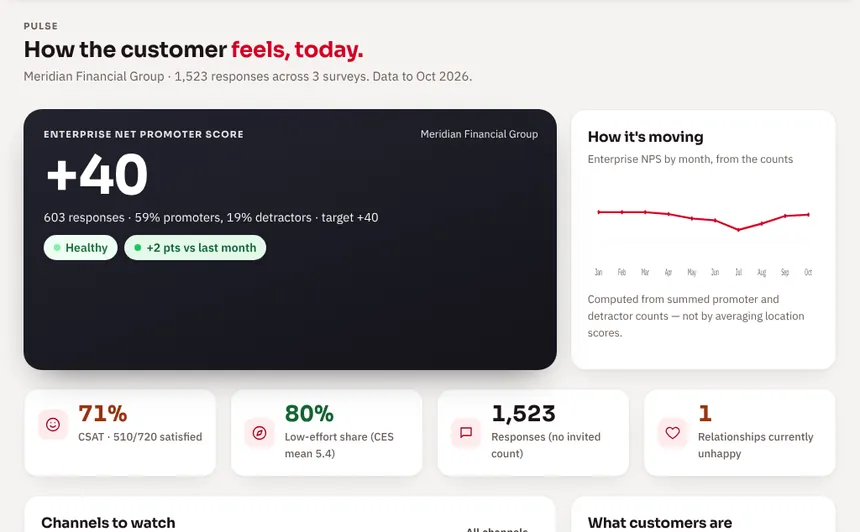 PULSE
How the customer feels, today.
Meridian Financial Group · 1,523 responses across 3 surveys. Data to Oct 2026.
ENTERPRISE NET PROMOTER SCORE
Meridian Financial Group
+40
603 responses · 59% promoters, 19% detractors · target +40
Healthy
+2 pts vs last month
How it's moving
Enterprise NPS by month, from the counts
Jan Feb Mar Apr May Jun Jul Aug Sep Oct
Computed from summed promoter and
detractor counts — not by averaging location
scores.
71%
CSAT · 510/720 satisfied
80%
Low-effort share (CES
mean 5.4)
1,523
Responses (no invited
count)
1
Relationships currently
unhappy
Channels to watch
All channels
What customers are